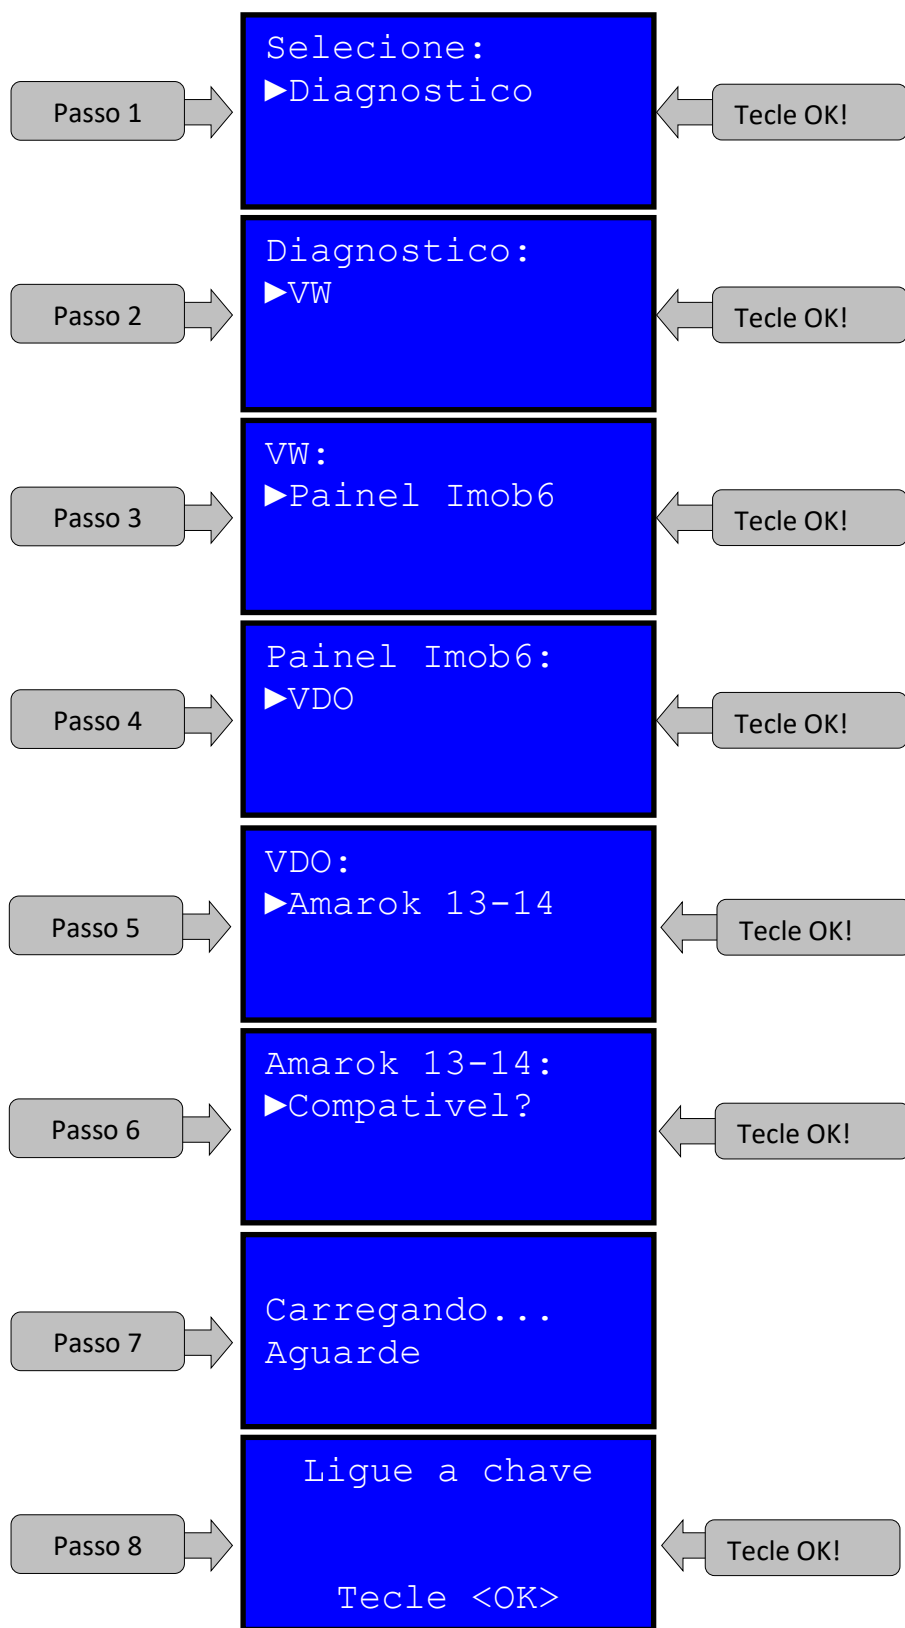 Selecione:
►Diagnostico
Passo 1
Tecle OK!
Diagnostico:
►VW
Passo 2
Tecle OK!
VW:
►Painel Imob6
Passo 3
Tecle OK!
Painel Imob6:
►VDO
Passo 4
Tecle OK!
VDO:
►Amarok 13-14
Passo 5
Tecle OK!
Amarok 13-14:
►Compativel?
Passo 6
Tecle OK!
Carregando...
Aguarde
Passo 7
Ligue a chave
Passo 8
Tecle OK!
Tecle <OK>